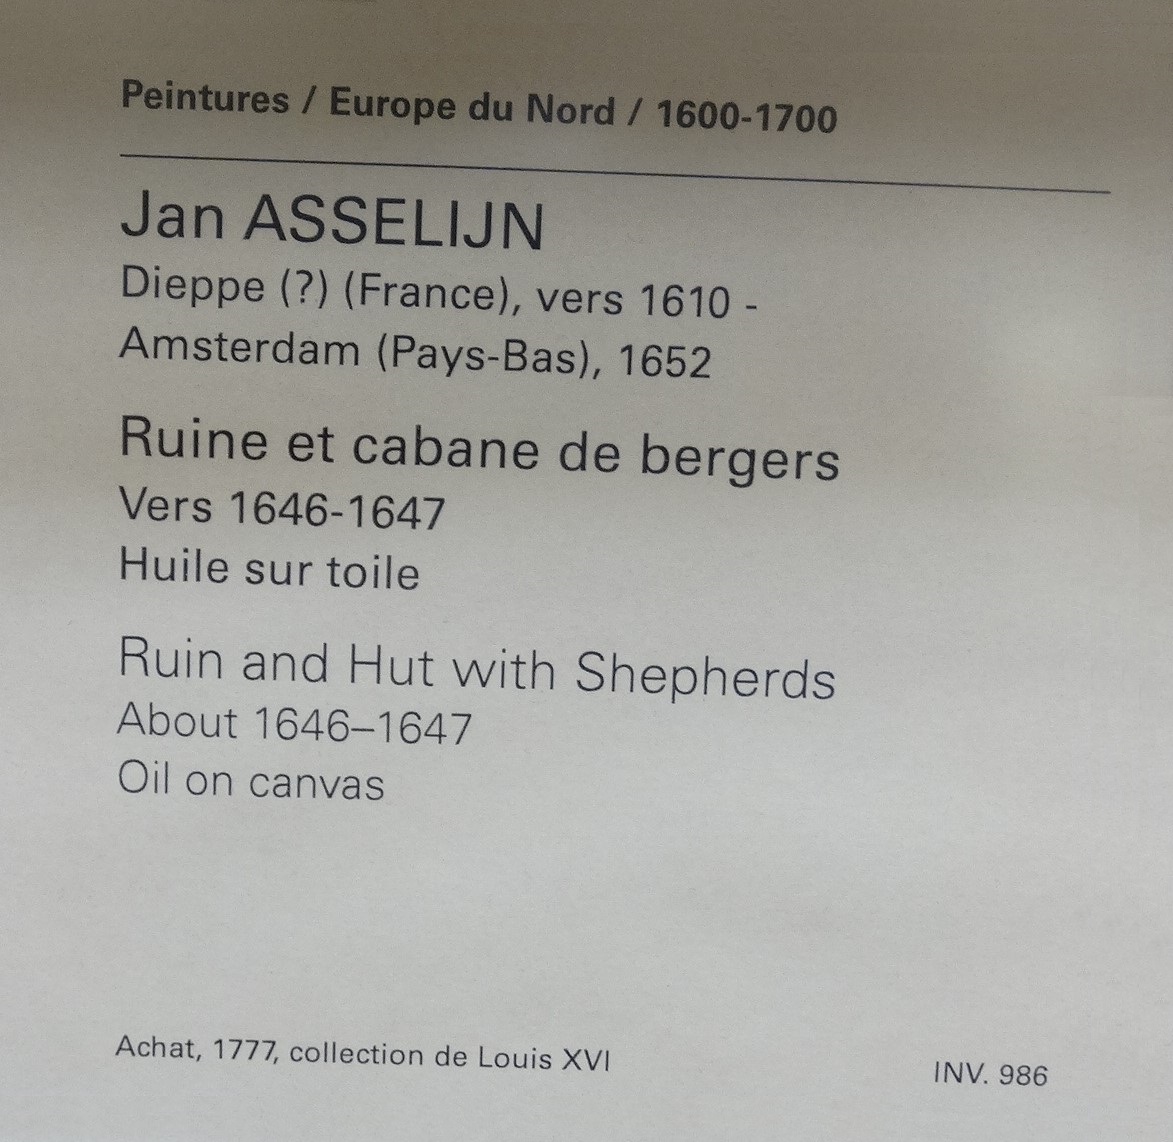 Peintures / Europe du Nord / 1600-1700
Jan ASSELIJN
Dieppe (?) (France), vers 1610 -
Amsterdam (Pays-Bas), 1652
Ruine et cabane de bergers
Vers 1646-1647
Huile sur toile
Ruin and Hut with Shepherds
About 1646–1647
Oil on canvas
Achat, 1777, collection de Louis XVI
INV. 986